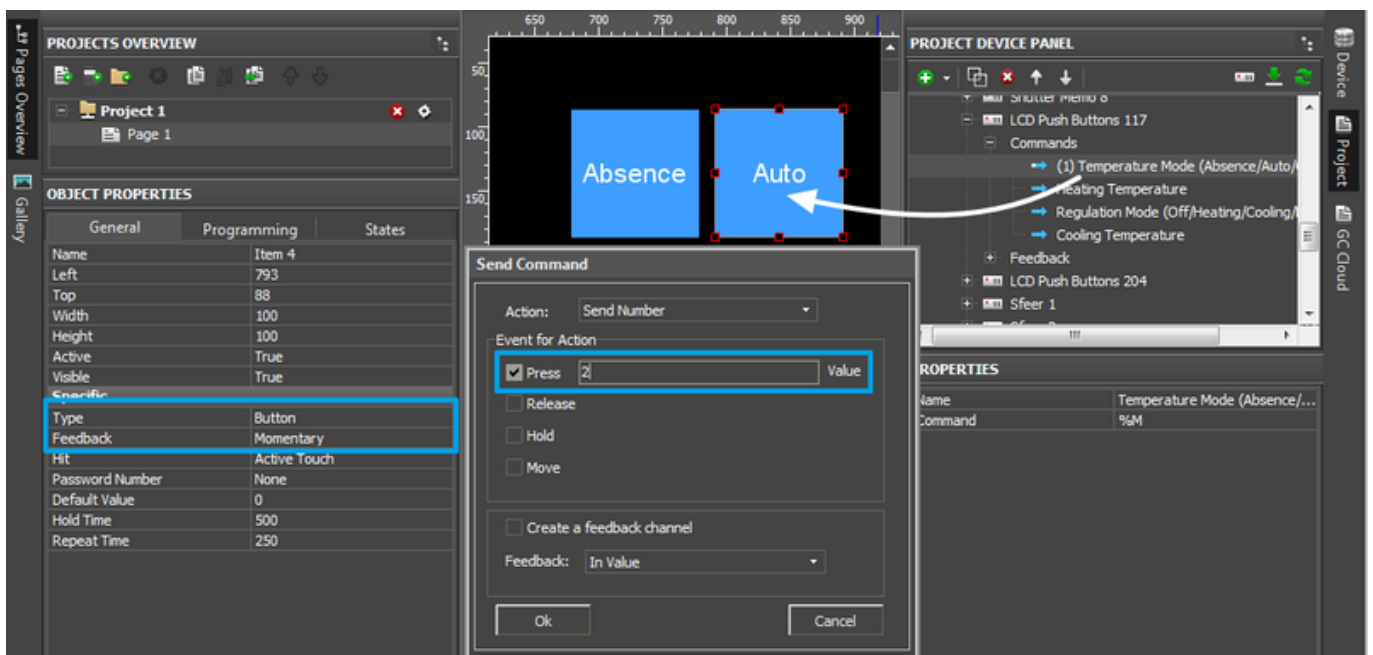 Pages Overview
Gallery
PROJECTS OVERVIEW
Project 1
Page 1
OBJECT PROPERTIES
General Programming States
Name Item 4
Left 793
Top 88
Width 100
Height 100
Active True
Visible True
Specific
Type Button
Feedback Momentary
Hit Active Touch
Password Number None
Default Value 0
Hold Time 500
Repeat Time 250
650 700 750 800 850 900
50
100
150
Absence Auto
Send Command
Action: Send Number
Event for Action
Press 2 Value
Release
Hold
Move
Create a feedback channel
Feedback: In Value
Ok Cancel
PROJECT DEVICE PANEL
Shutter Memo 8
LCD Push Buttons 117
Commands
(1) Temperature Mode (Absence/Auto/
Heating Temperature
Regulation Mode (Off/Heating/Cooling/
Cooling Temperature
Feedback
LCD Push Buttons 204
Sfeer 1
ROPERTIES
Name Temperature Mode (Absence/...
Command %M
Device
Project
GC Cloud